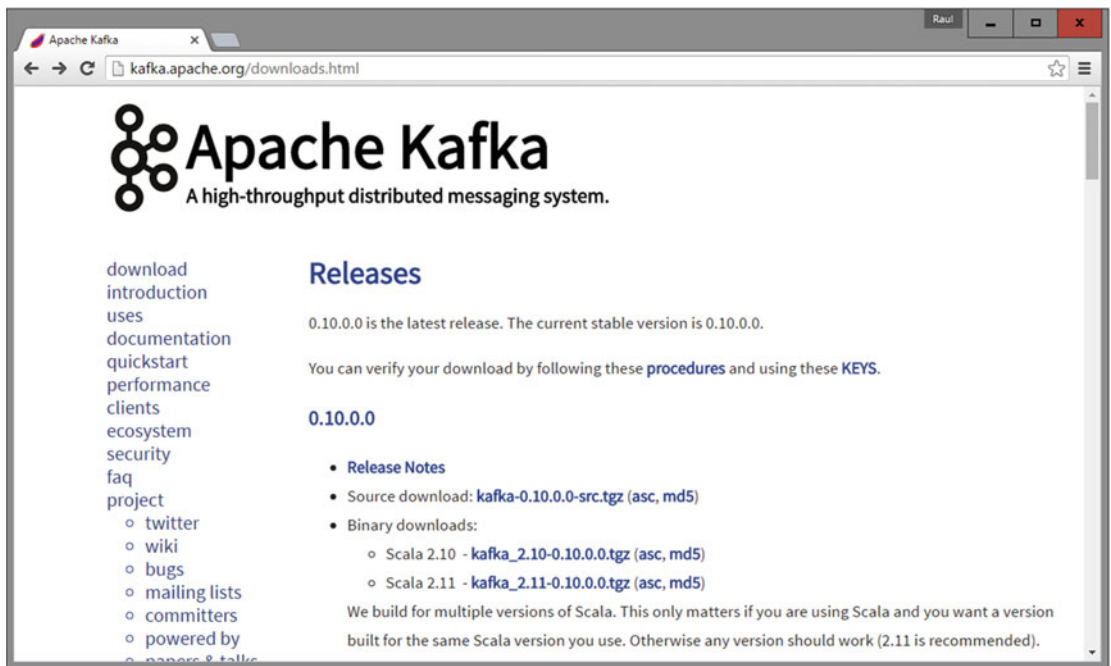 Raul
Apache Kafka
kafka.apache.org/downloads.html
Apache Kafka
A high-throughput distributed messaging system.
download
introduction
uses
documentation
quickstart
performance
clients
ecosystem
security
faq
project
twitter
wiki
bugs
mailing lists
committers
powered by
papers & talks
Releases
0.10.0.0 is the latest release. The current stable version is 0.10.0.0.
You can verify your download by following these procedures and using these KEYS.
0.10.0.0
Release Notes
Source download: kafka-0.10.0.0-src.tgz (asc, md5)
Binary downloads:
Scala 2.10 - kafka_2.10-0.10.0.0.tgz (asc, md5)
Scala 2.11 - kafka_2.11-0.10.0.0.tgz (asc, md5)
We build for multiple versions of Scala. This only matters if you are using Scala and you want a version
built for the same Scala version you use. Otherwise any version should work (2.11 is recommended).